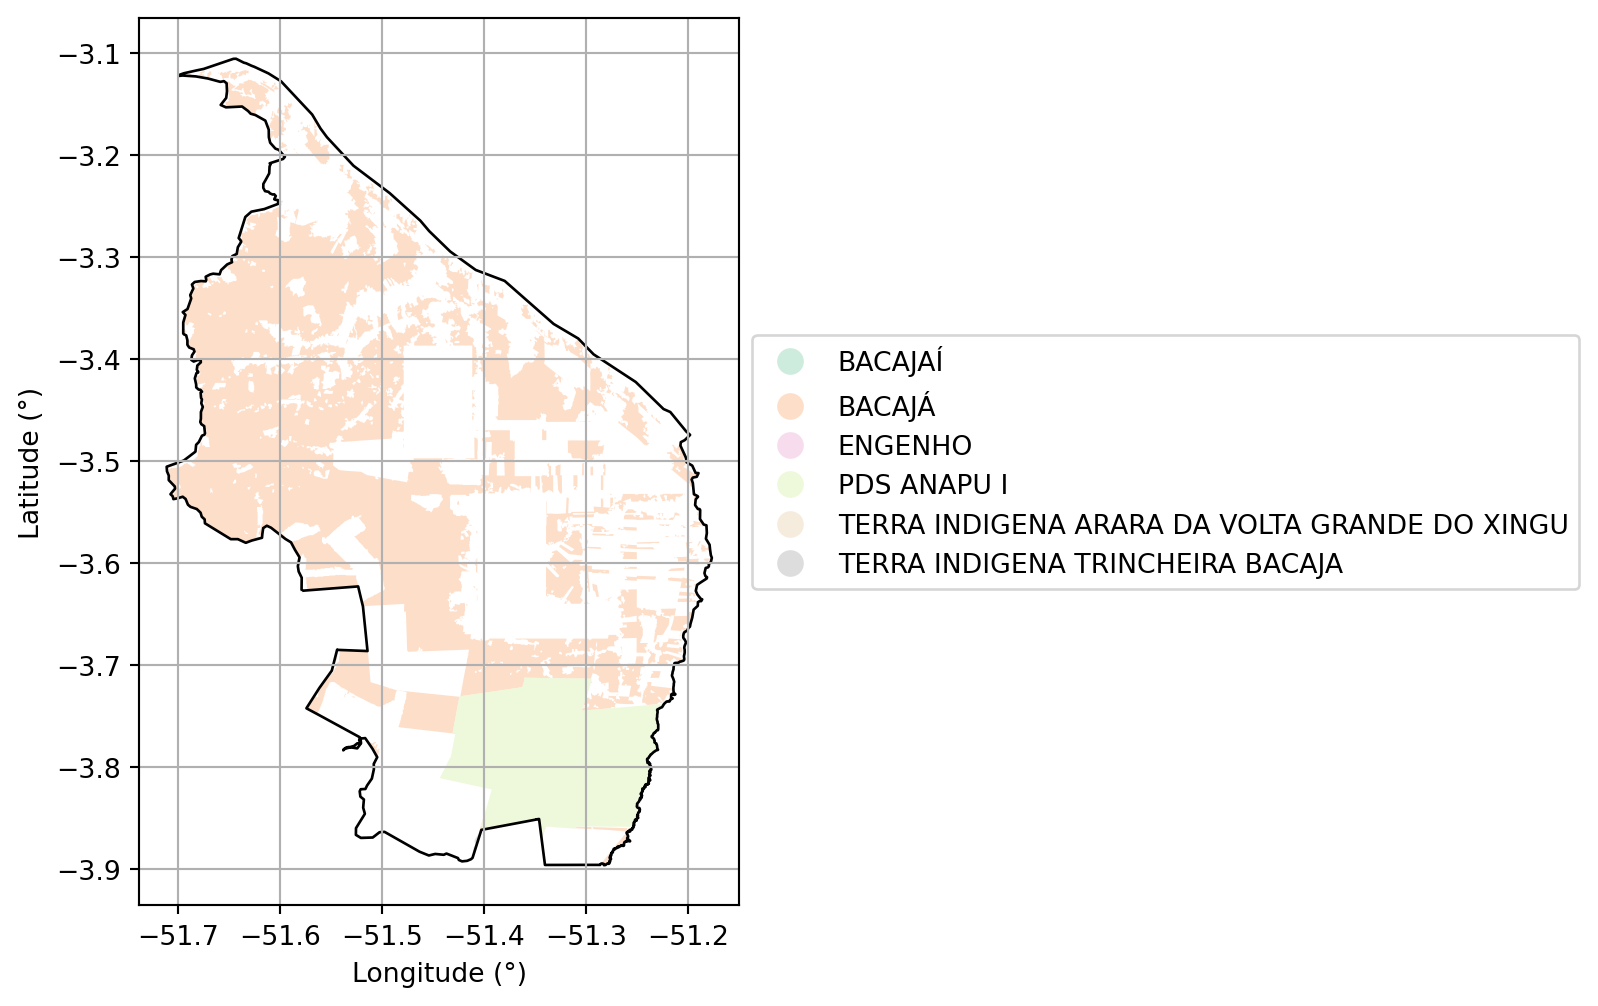 −3.1
−3.2
−3.3
−3.4
−3.5
−3.6
−3.7
−3.8
−3.9
Latitude (°)
−51.7 −51.6 −51.5 −51.4 −51.3 −51.2
Longitude (°)
BACAJAÍ
BACAJÁ
ENGENHO
PDS ANAPU I
TERRA INDIGENA ARARA DA VOLTA GRANDE DO XINGU
TERRA INDIGENA TRINCHEIRA BACAJA